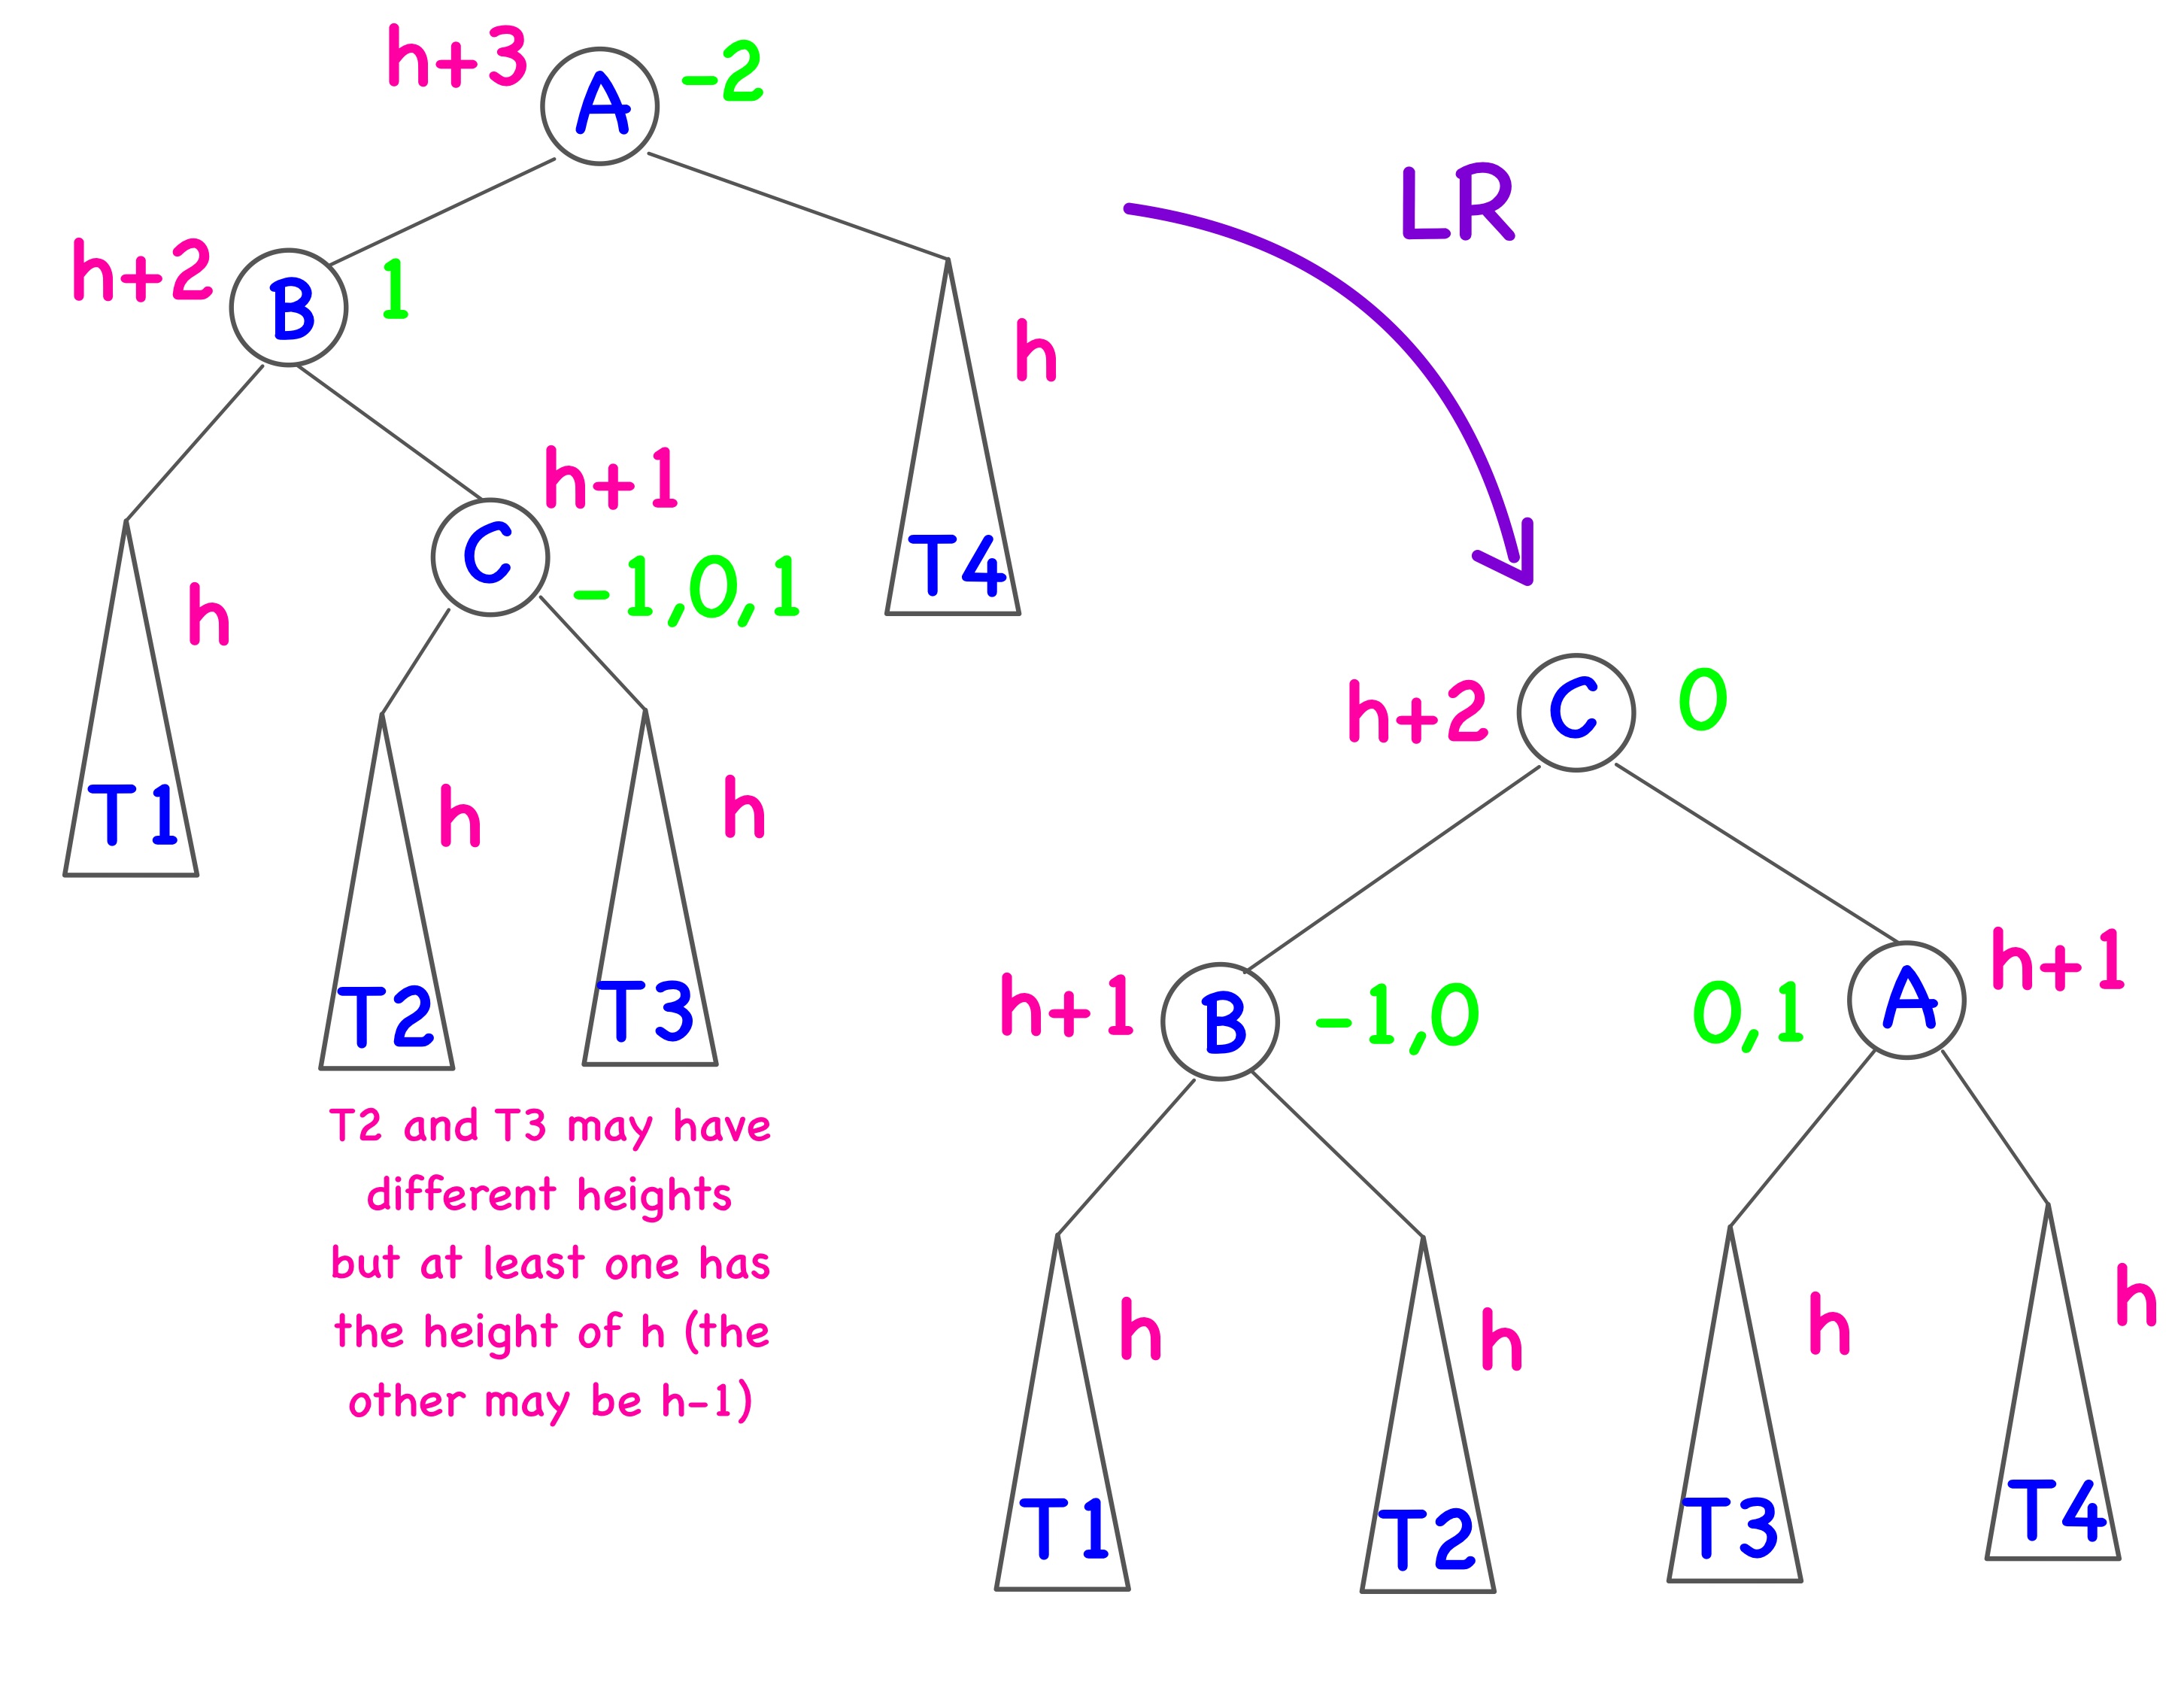 h+3
A
-2
LR
h+2
B
1
h
h+1
C
-1,0,1
T4
h
T1
h
h
T2
T3
h+2
C
0
h+1
B
-1,0
0,1
A
h+1
T2 and T3 may have
different heights
but at least one has
the height of h (the
other may be h-1)
h
h
h
h
T1
T2
T3
T4